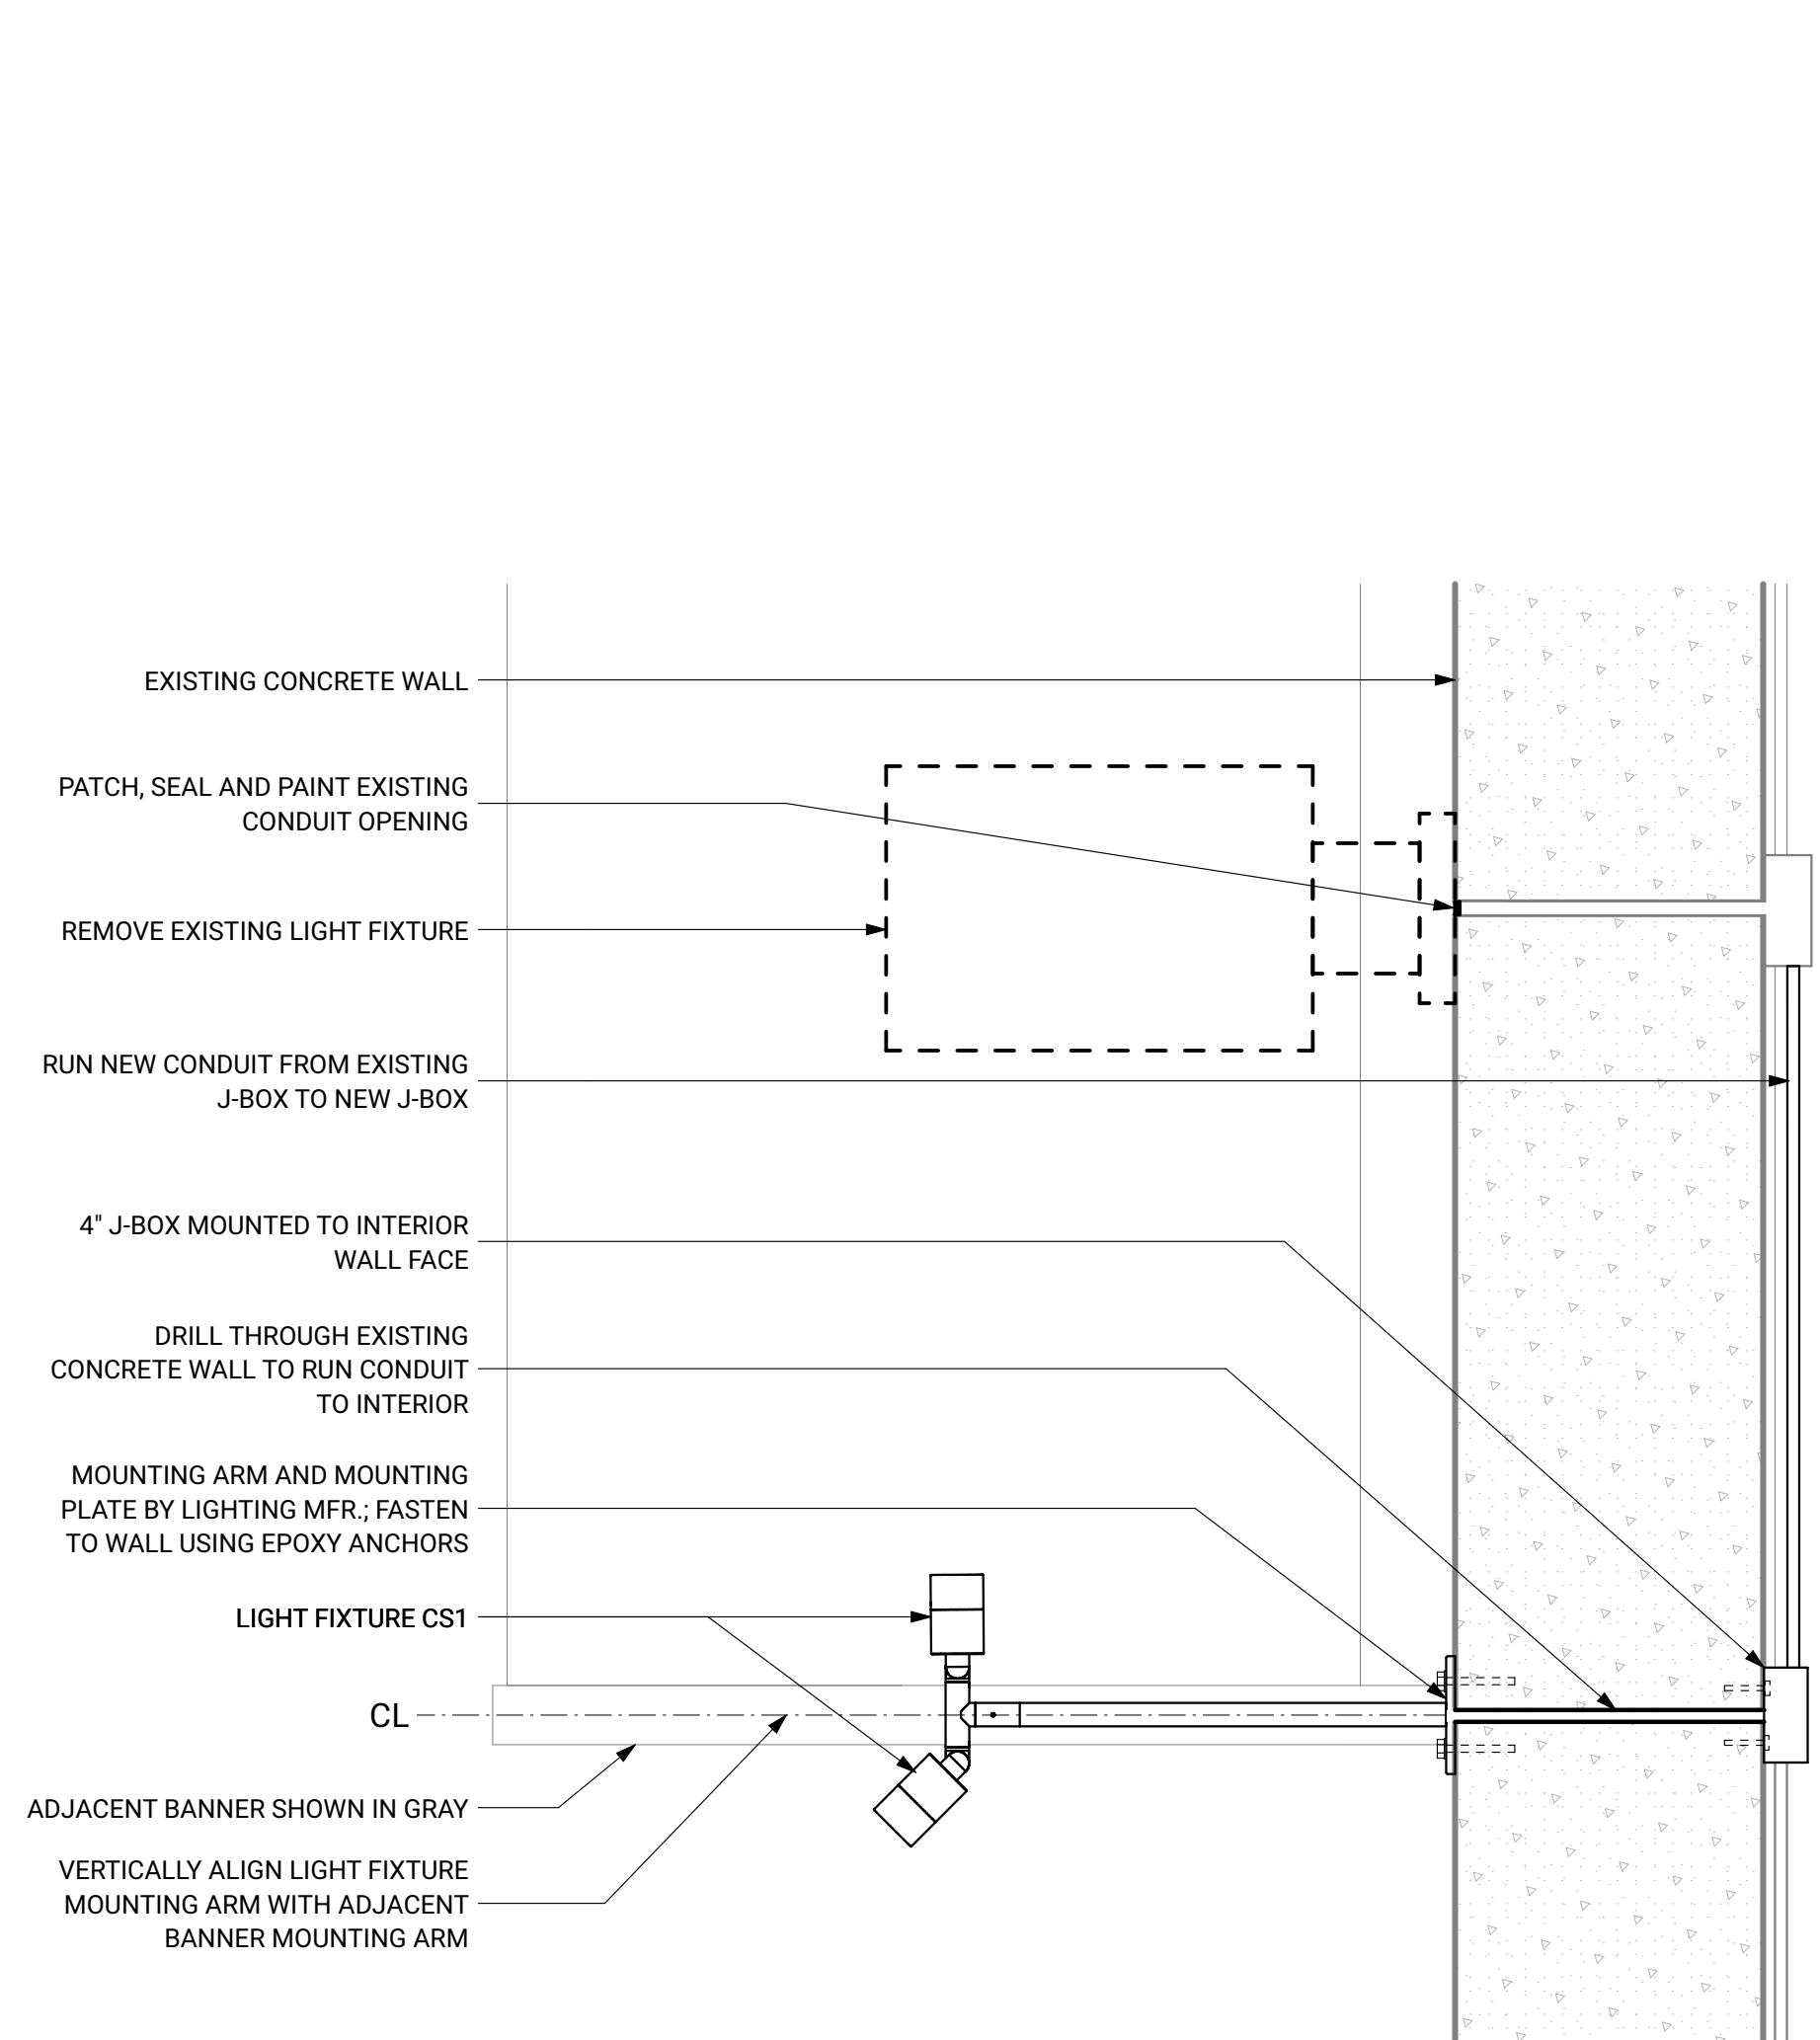 EXISTING CONCRETE WALL
PATCH, SEAL AND PAINT EXISTING
CONDUIT OPENING
REMOVE EXISTING LIGHT FIXTURE
RUN NEW CONDUIT FROM EXISTING
J-BOX TO NEW J-BOX
4" J-BOX MOUNTED TO INTERIOR
WALL FACE
DRILL THROUGH EXISTING
CONCRETE WALL TO RUN CONDUIT
TO INTERIOR
MOUNTING ARM AND MOUNTING
PLATE BY LIGHTING MFR.; FASTEN
TO WALL USING EPOXY ANCHORS
LIGHT FIXTURE CS1
CL
ADJACENT BANNER SHOWN IN GRAY
VERTICALLY ALIGN LIGHT FIXTURE
MOUNTING ARM WITH ADJACENT
BANNER MOUNTING ARM